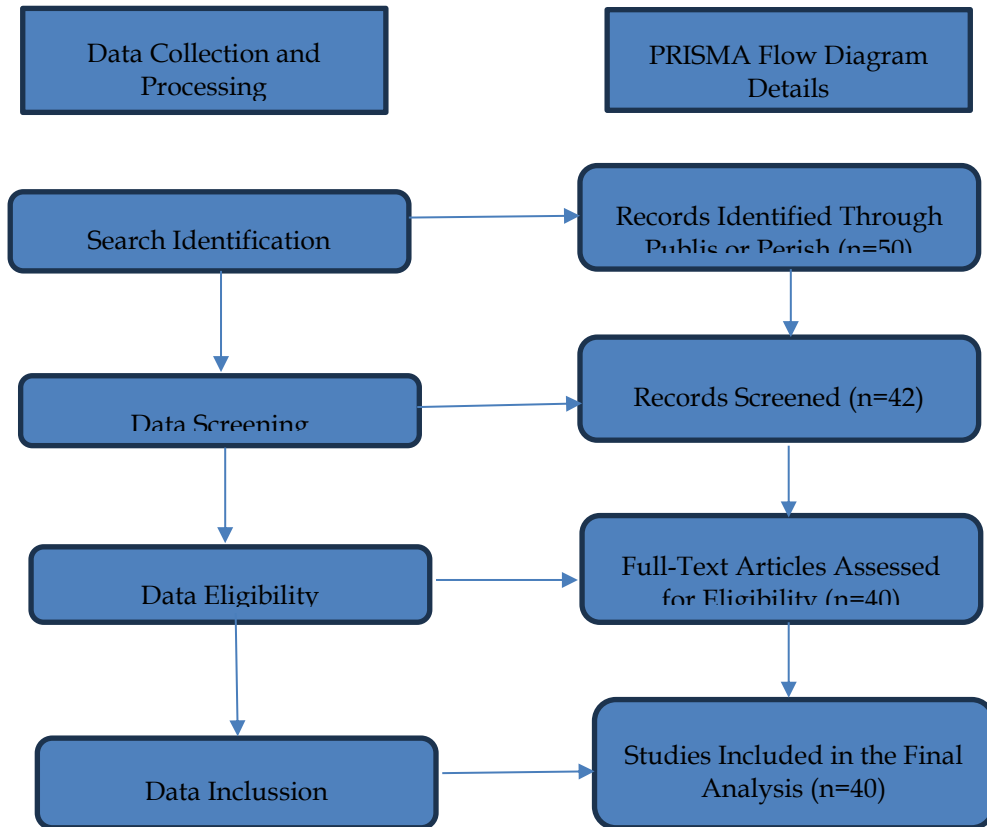 Data Collection and
Processing
PRISMA Flow Diagram
Details
Search Identification
Records Identified Through
Publis or Perish (n=50)
Data Screening
Records Screened (n=42)
Data Eligibility
Full-Text Articles Assessed
for Eligibility (n=40)
Data Inclussion
Studies Included in the Final
Analysis (n=40)